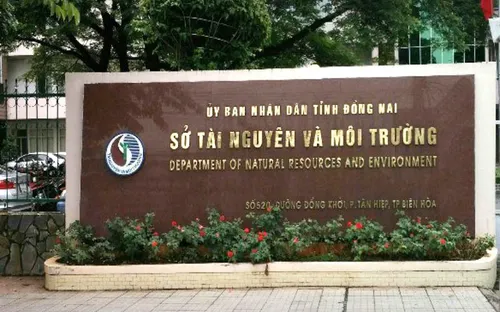 ỦY BAN NHÂN DÂN TỈNH ĐỒNG NAI
SỞ TÀI NGUYÊN VÀ MÔI TRƯỜNG
DEPARTMENT OF NATURAL RESOURCES AND ENVIRONMENT
SỐ 520, ĐƯỜNG ĐỒNG KHỞI, P. TÂN HIỆP, TP BIÊN HÒA